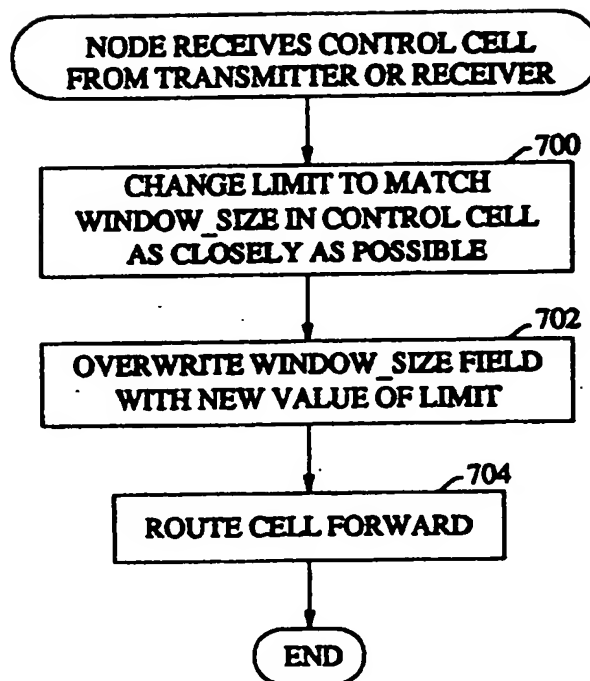 NODE RECEIVES CONTROL CELL
FROM TRANSMITTER OR RECEIVER
700
CHANGE LIMIT TO MATCH
WINDOW_SIZE IN CONTROL CELL
AS CLOSELY AS POSSIBLE
702
OVERWRITE WINDOW_SIZE FIELD
WITH NEW VALUE OF LIMIT
704
ROUTE CELL FORWARD
END